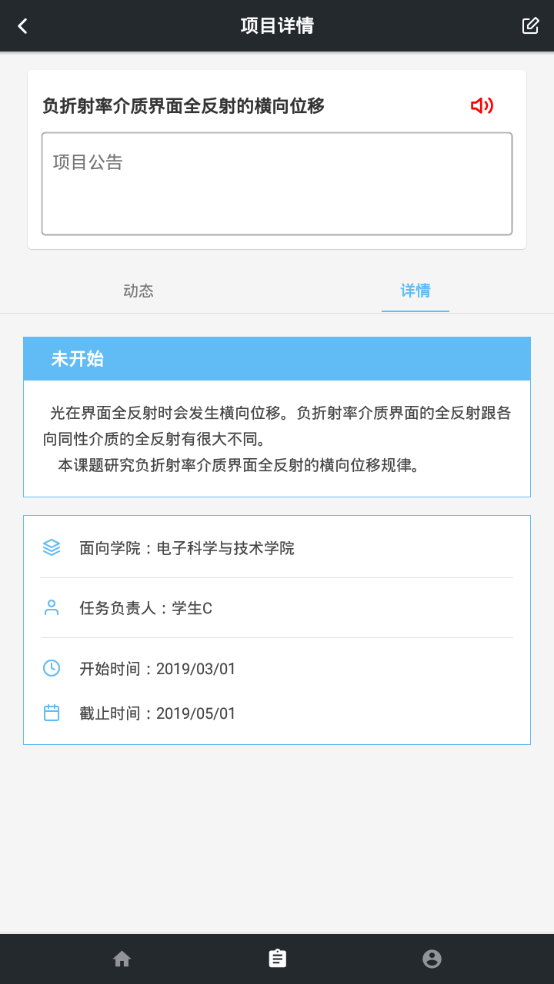 项目详情
负折射率介质界面全反射的横向位移
项目公告
动态
详情
未开始
光在界面全反射时会发生横向位移。负折射率介质界面的全反射跟各
向同性介质的全反射有很大不同。
本课题研究负折射率介质界面全反射的横向位移规律。
面向学院：电子科学与技术学院
任务负责人：学生C
开始时间：2019/03/01
截止时间：2019/05/01